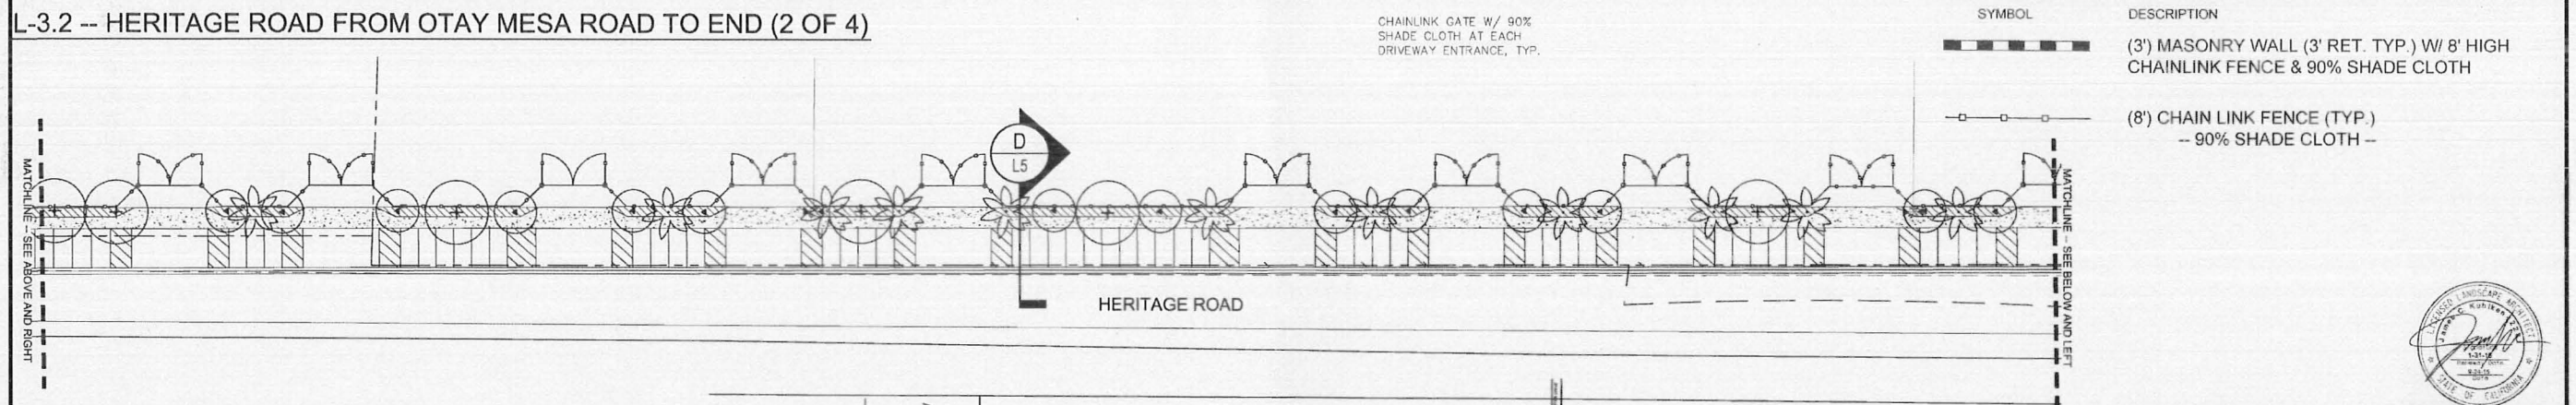 L-3.2 -- HERITAGE ROAD FROM OTAY MESA ROAD TO END (2 OF 4)
CHAINLINK GATE W/ 90%
SHADE CLOTH AT EACH
DRIVEWAY ENTRANCE, TYP.
SYMBOL
DESCRIPTION
(3') MASONRY WALL (3' RET. TYP.) W/ 8' HIGH
CHAINLINK FENCE & 90% SHADE CLOTH
(8') CHAIN LINK FENCE (TYP.)
-- 90% SHADE CLOTH --
D
L5
MATCHLINE -- SEE ABOVE AND RIGHT
MATCHLINE -- SEE BELOW AND LEFT
HERITAGE ROAD
LICENSED LANDSCAPE ARCHITECT
STATE OF CALIFORNIA